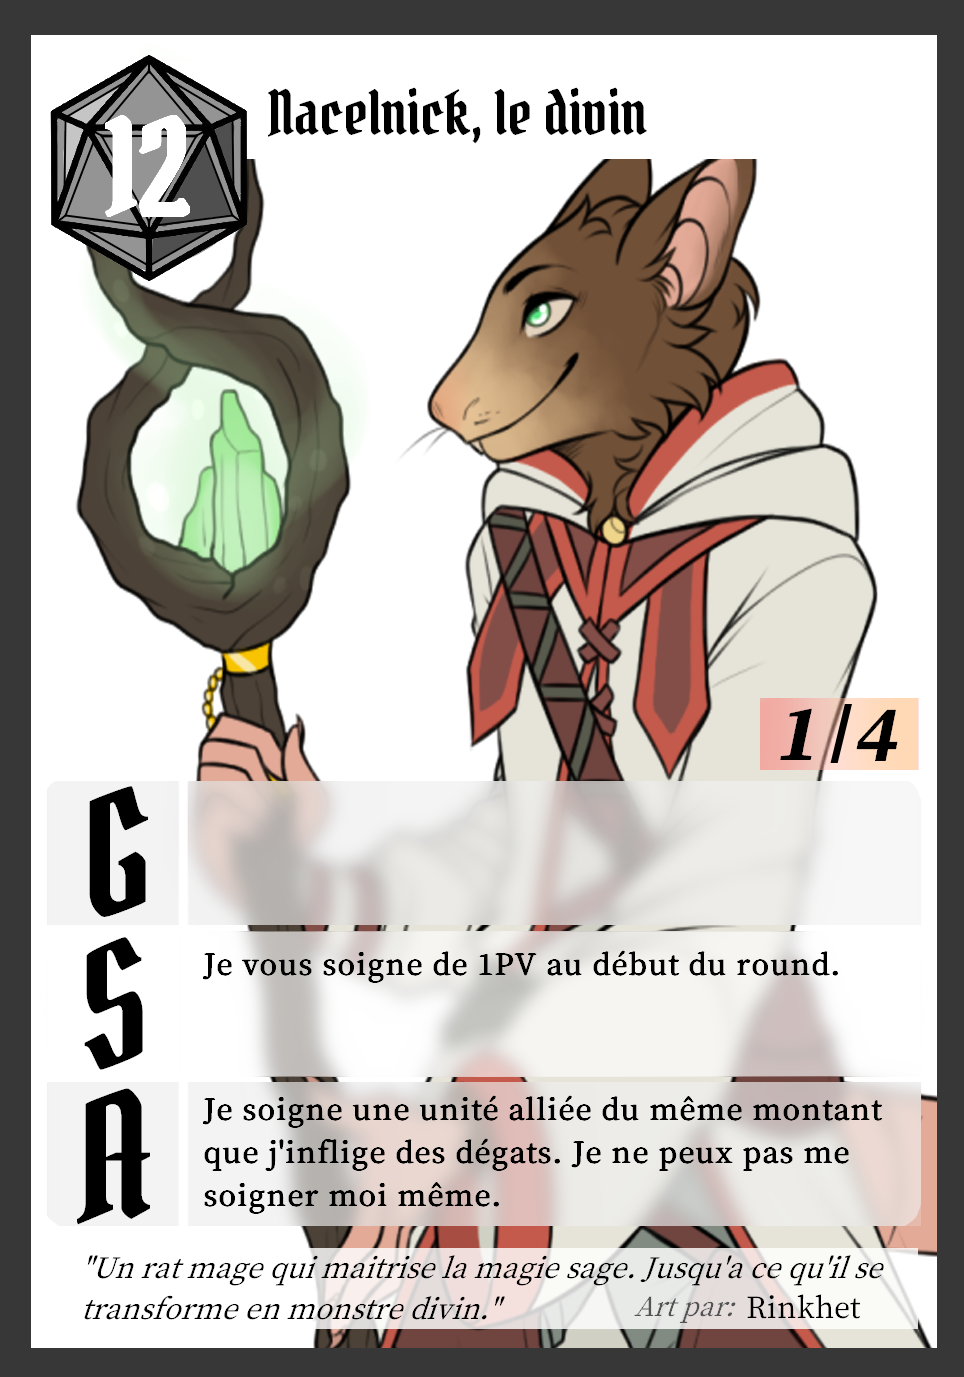 12
Nacelnick, le divin
1/4
G
S
Je vous soigne de 1PV au début du round.
A
Je soigne une unité alliée du même montant
que j'inflige des dégats. Je ne peux pas me
soigner moi même.
"Un rat mage qui maitrise la magie sage. Jusqu'a ce qu'il se
transforme en monstre divin."
Art par: Rinkhet